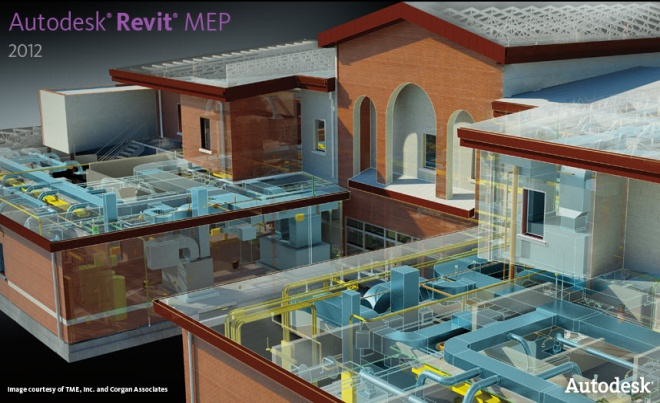 Autodesk® Revit® MEP
2012
Image courtesy of TME, Inc. and Corgan Associates
Autodesk®